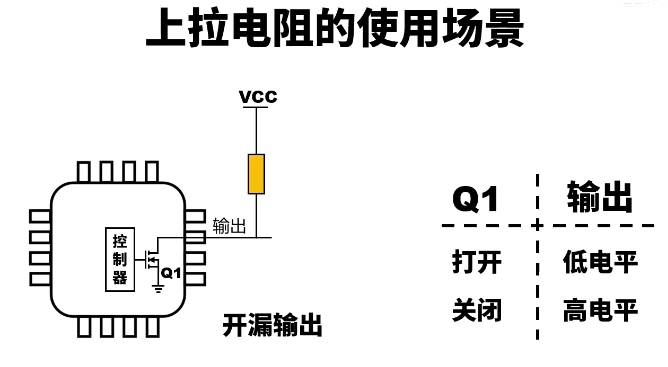 上拉电阻的使用场景
VCC
输出
控制器
Q1
开漏输出
Q1 输出
打开 低电平
关闭 高电平